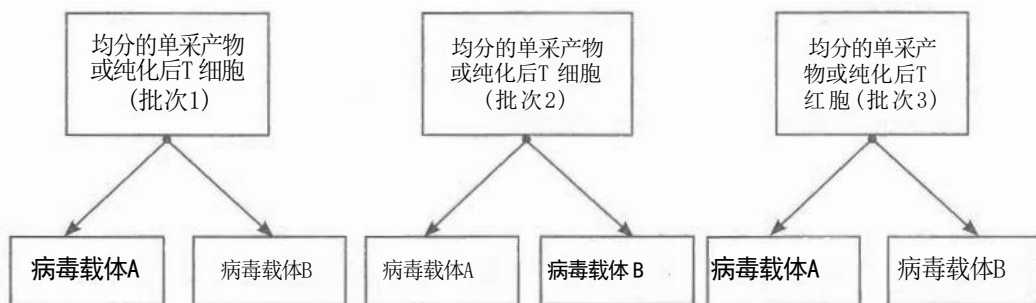 均分的单采产物
或纯化后T 细胞
(批次1)
均分的单采产物
或纯化后T 细胞
(批次2)
均分的单采产
物或纯化后T
红胞(批次3)
病毒载体A
病毒载体B
病毒载体A
病毒载体 B
病毒载体A
病毒载体B